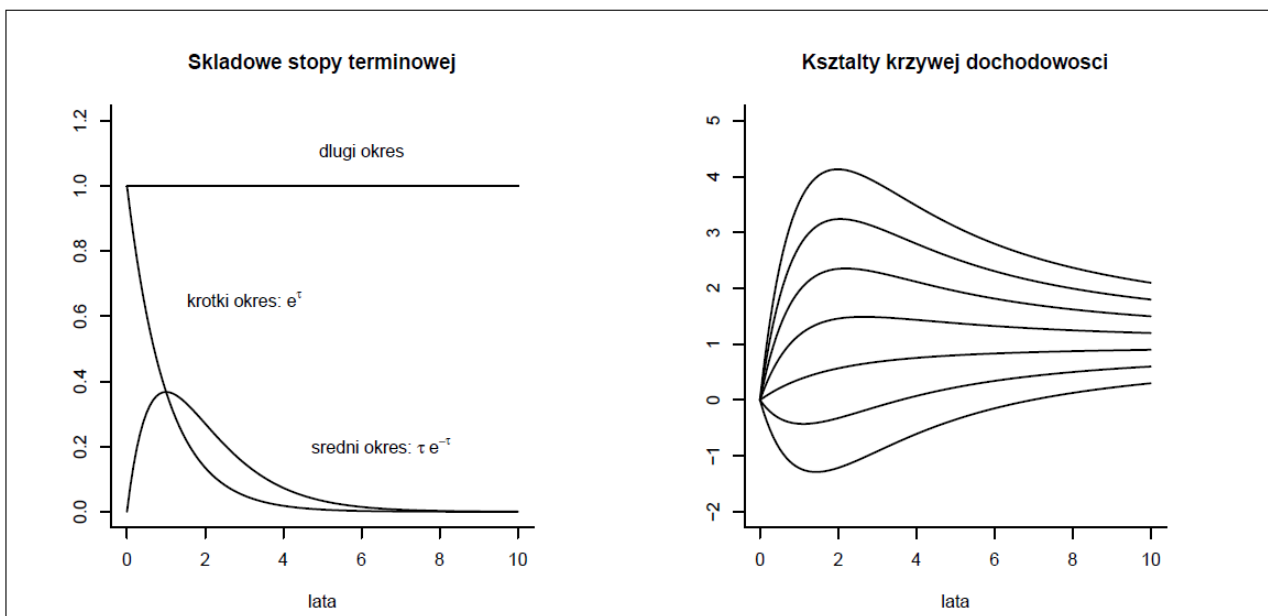 Skladowe stopy terminowej
1.2
1.0
0.8
0.6
0.4
0.2
0.0
dlugi okres
krotki okres: e^τ
sredni okres: τ e^−τ
0 2 4 6 8 10
lata
Ksztalty krzywej dochodowosci
5
4
3
2
1
0
−1
−2
0 2 4 6 8 10
lata